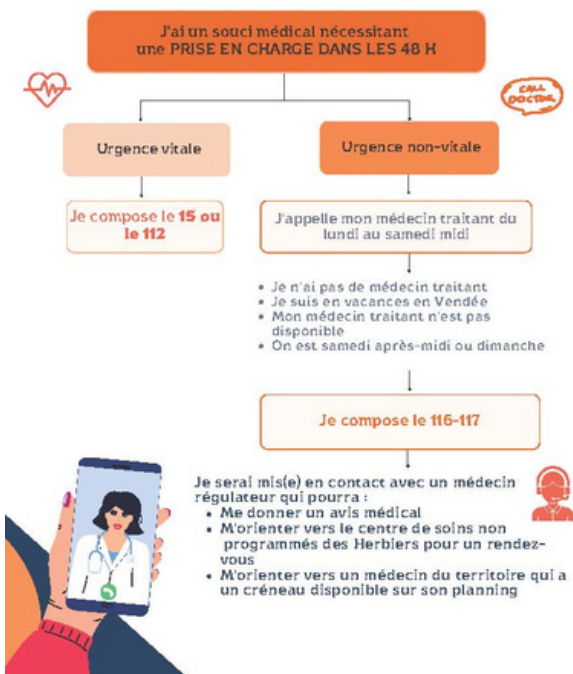 J'ai un souci médical nécessitant
une PRISE EN CHARGE DANS LES 48 H
CALL
DOCTOR
Urgence vitale
Urgence non-vitale
Je compose le 15 ou
le 112
J'appelle mon médecin traitant du
lundi au samedi midi
• Je n'ai pas de médecin traitant
• Je suis en vacances en Vendée
• Mon médecin traitant n'est pas
disponible
• On est samedi après-midi ou dimanche
Je compose le 116-117
Je serai mis(e) en contact avec un médecin
régulateur qui pourra :
• Me donner un avis médical
• M'orienter vers le centre de soins non
programmés des Herbiers pour un rendez-
vous
• M'orienter vers un médecin du territoire qui a
un créneau disponible sur son planning